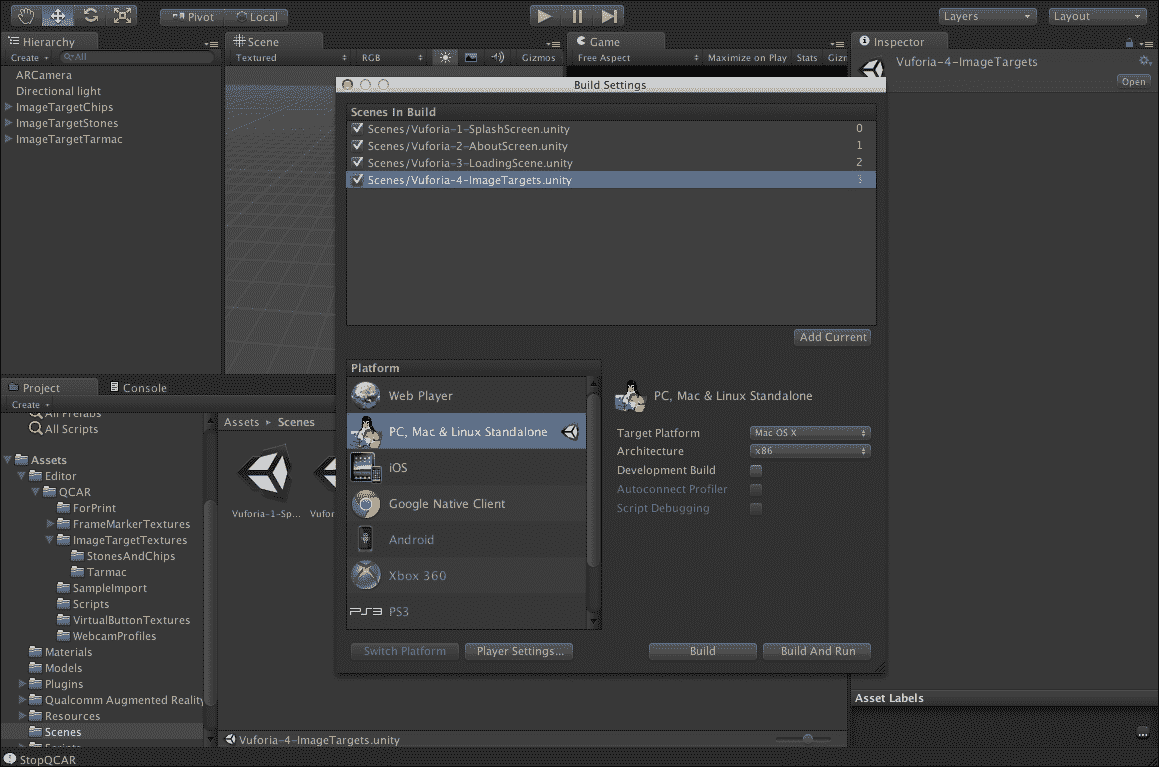 Pivot Local Layers Layout
Hierarchy
Create All
ARCamera
Directional light
ImageTargetChips
ImageTargetStones
ImageTargetTarmac
Scene
Textured RGB Gizmos
Game
Free Aspect Maximize on Play Stats Giz
Inspector
Vuforia-4-ImageTargets
Open
Build Settings
Scenes In Build
Scenes/Vuforia-1-SplashScreen.unity 0
Scenes/Vuforia-2-AboutScreen.unity 1
Scenes/Vuforia-3-LoadingScene.unity 2
Scenes/Vuforia-4-ImageTargets.unity 3
Add Current
Platform
Web Player
PC, Mac & Linux Standalone
iOS
Google Native Client
Android
Xbox 360
PS3 PS3
PC, Mac & Linux Standalone
Target Platform Mac OS X
Architecture x86
Development Build
Autoconnect Profiler
Script Debugging
Switch Platform Player Settings... Build Build And Run
Project Console
Create
All Prefabs
All Scripts
Assets
Editor
QCAR
ForPrint
FrameMarkerTextures
ImageTargetTextures
StonesAndChips
Tarmac
SampleImport
Scripts
VirtualButtonTextures
WebcamProfiles
Materials
Models
Plugins
Qualcomm Augmented Reality
Resources
Scenes
Scripts
Assets Scenes
Vuforia-1-Sp... Vufor
Vuforia-4-ImageTargets.unity
Asset Labels
StopQCAR